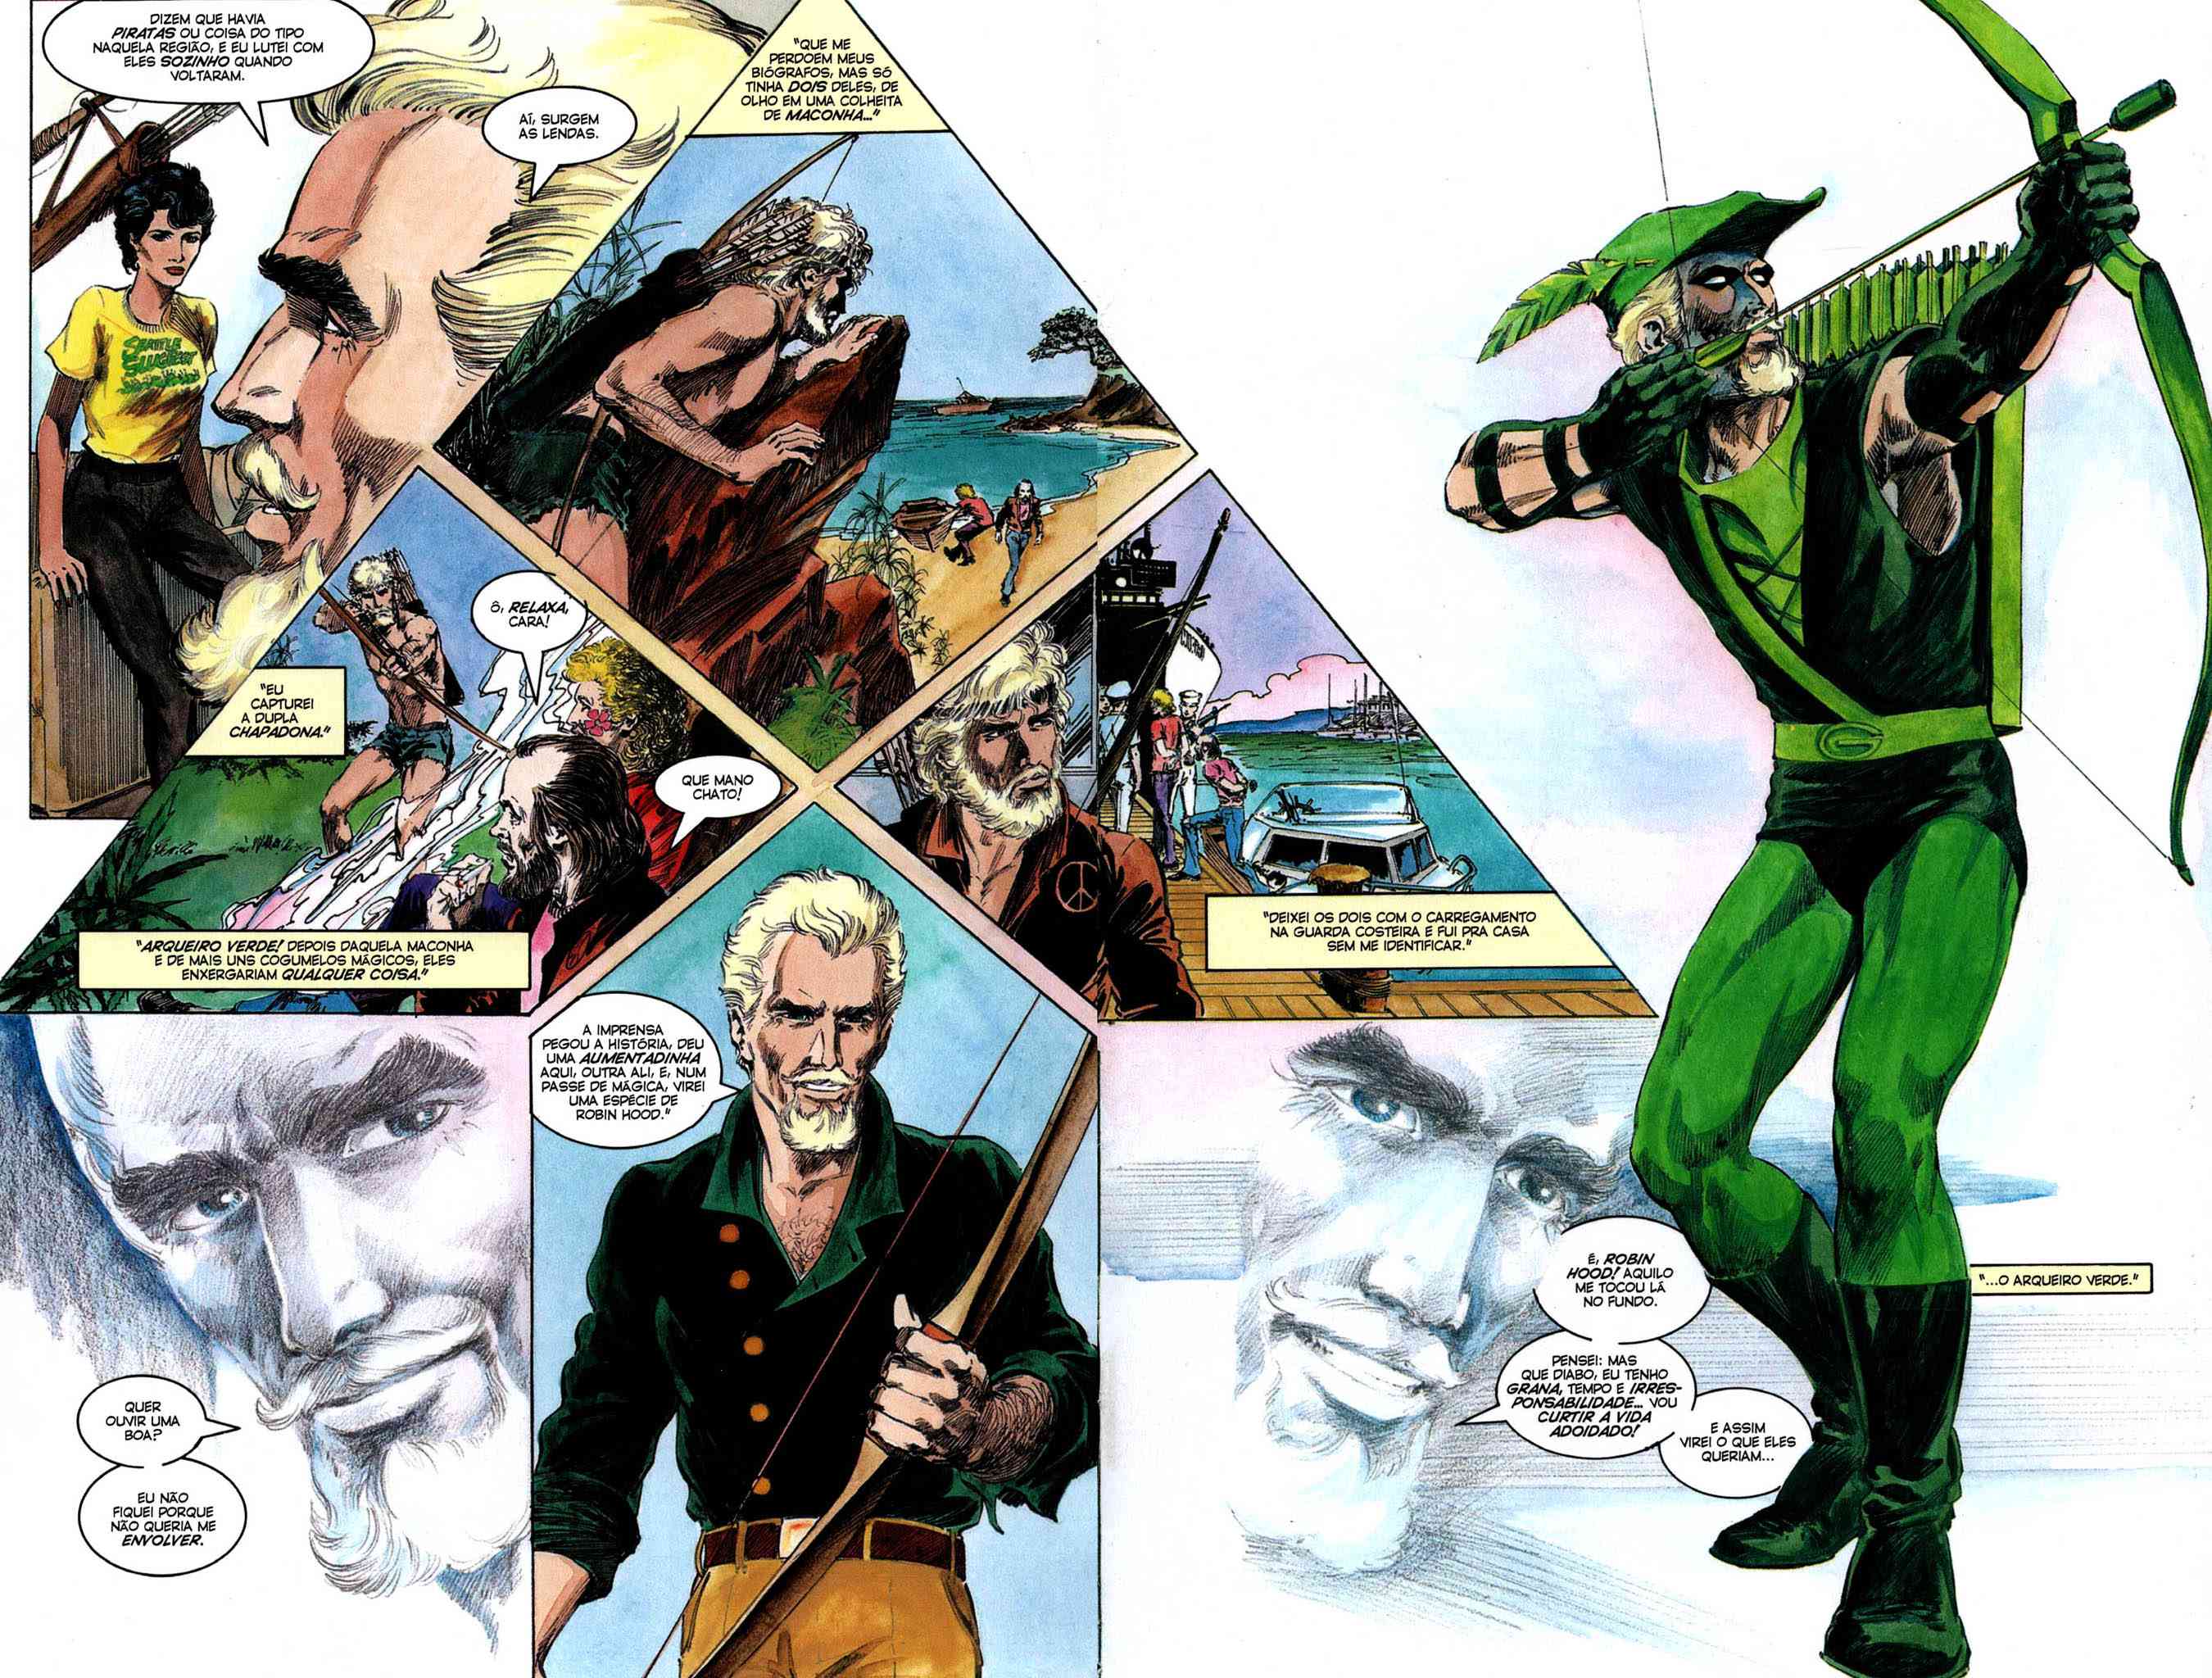 DIZEM QUE HAVIA
PIRATAS OU COISA DO TIPO
NAQUELA REGIÃO, E EU LUTEI COM
ELES SOZINHO QUANDO
VOLTARAM.
AÍ, SURGEM
AS LENDAS.
"QUE ME
PERDOEM MEUS
BIÓGRAFOS, MAS SÓ
TINHA DOIS DELES, DE
OLHO EM UMA COLHEITA
DE MACONHA..."
SEATTLE
"EU
CAPTUREI
A DUPLA
CHAPADONA."
Ô, RELAXA,
CARA!
QUE MANO
CHATO!
"ARQUEIRO VERDE! DEPOIS DAQUELA MACONHA
E DE MAIS UNS COGUMELOS MÁGICOS, ELES
ENXERGARIAM QUALQUER COISA."
"DEIXEI OS DOIS COM O CARREGAMENTO
NA GUARDA COSTEIRA E FUI PRA CASA
SEM ME IDENTIFICAR."
QUER
OUVIR UMA
BOA?
EU NÃO
FIQUEI PORQUE
NÃO QUERIA ME
ENVOLVER.
A IMPRENSA
PEGOU A HISTÓRIA, DEU
UMA AUMENTADINHA
AQUI, OUTRA ALI, E, NUM
PASSE DE MÁGICA, VIREI
UMA ESPÉCIE DE
ROBIN HOOD."
É, ROBIN
HOOD! AQUILO
ME TOCOU LÁ
NO FUNDO.
PENSEI: MAS
QUE DIABO, EU TENHO
GRANA, TEMPO E IRRES-
PONSABILIDADE... VOU
CURTIR A VIDA
ADOIDADO!
E ASSIM
VIREI O QUE ELES
QUERIAM...
"...O ARQUEIRO VERDE."
G